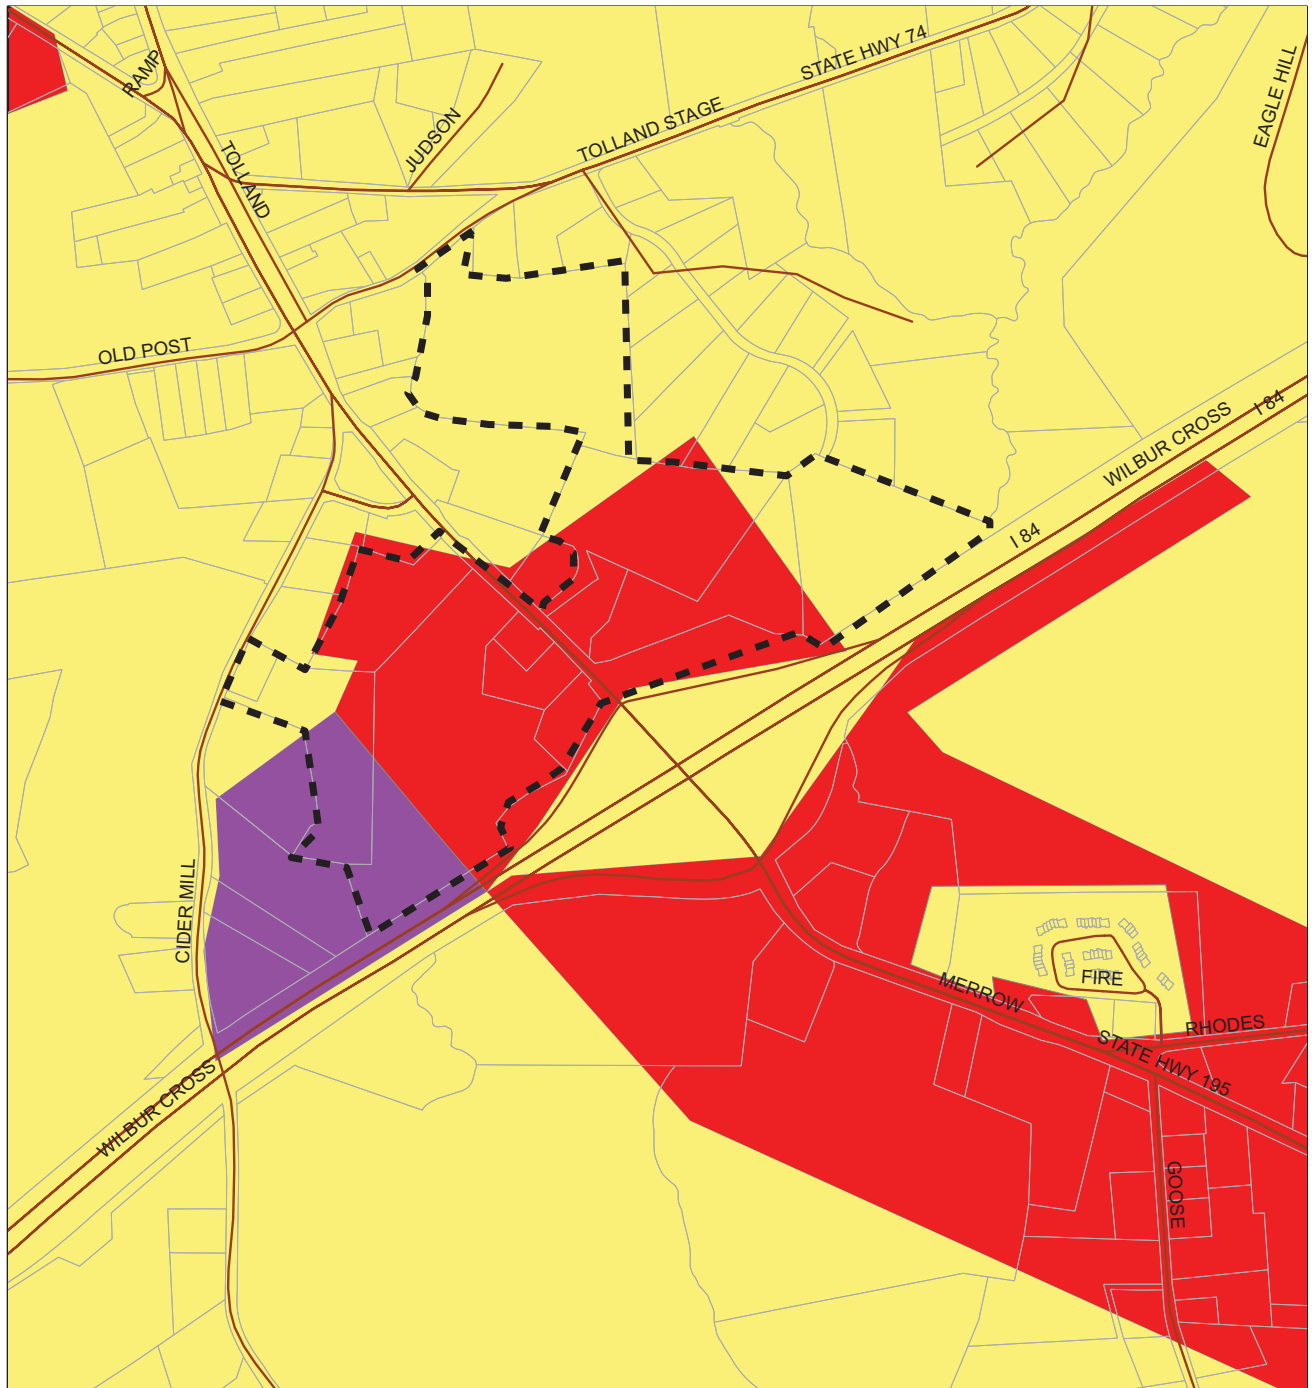 STATE HWY 74
RAMP
EAGLE HILL
TOLLAND STAGE
JUDSON
TOLLAND
OLD POST
I 84
WILBUR CROSS
I 84
CIDER MILL
FIRE
MERROW
RHODES
STATE HWY 195
WILBUR CROSS
GOOSE